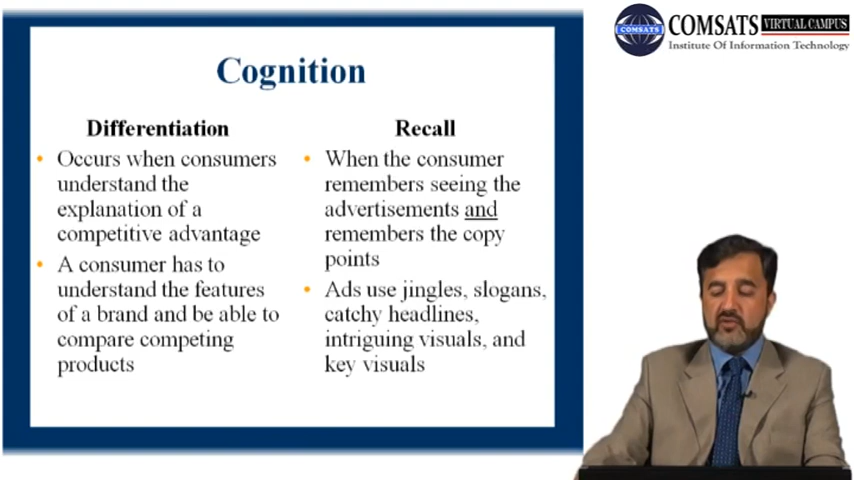 Cognition
Differentiation
Occurs when consumers
understand the
explanation of a
competitive advantage
A consumer has to
understand the features
of a brand and be able to
compare competing
products
Recall
When the consumer
remembers seeing the
advertisements and
remembers the copy
points
Ads use jingles, slogans,
catchy headlines,
intriguing visuals, and
key visuals
COMSATS
COMSATS VIRTUAL CAMPUS
Institute Of Information Technology